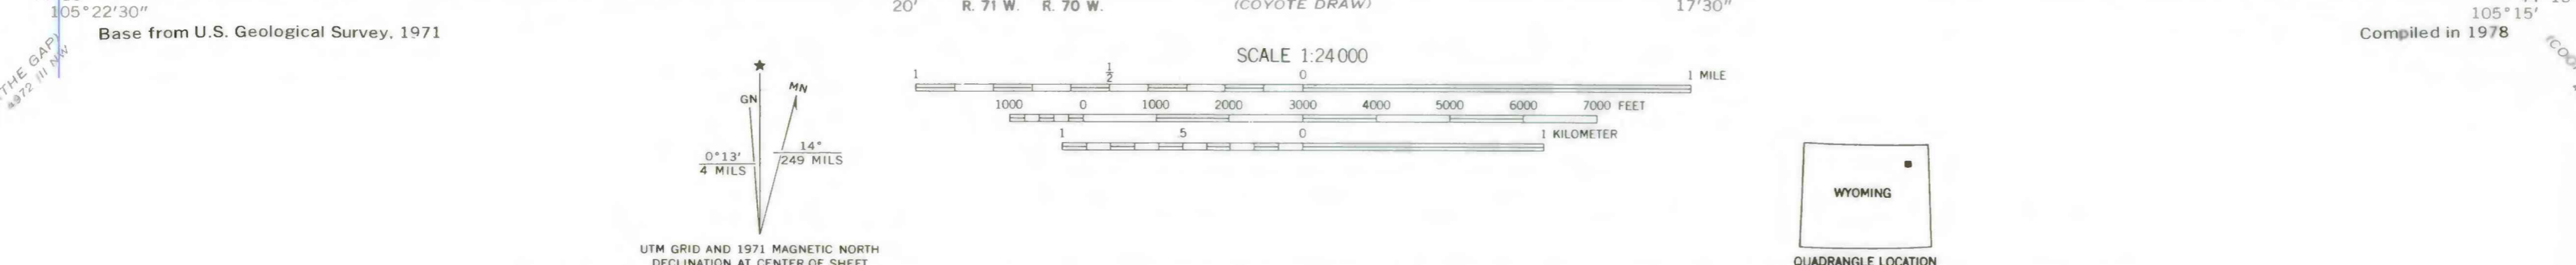 105°22'30" 20' R. 71 W. R. 70 W. (COYOTE DRAW) 17'30" 105°15'
Base from U.S. Geological Survey, 1971
Compiled in 1978
(THE GAP)
4972 III NW
SCALE 1:24 000
1 1/2 0 1 MILE
1000 0 1000 2000 3000 4000 5000 6000 7000 FEET
1 .5 0 1 KILOMETER
★
GN MN
0°13' 14°
4 MILS 249 MILS
UTM GRID AND 1971 MAGNETIC NORTH
DECLINATION AT CENTER OF SHEET
WYOMING
QUADRANGLE LOCATION